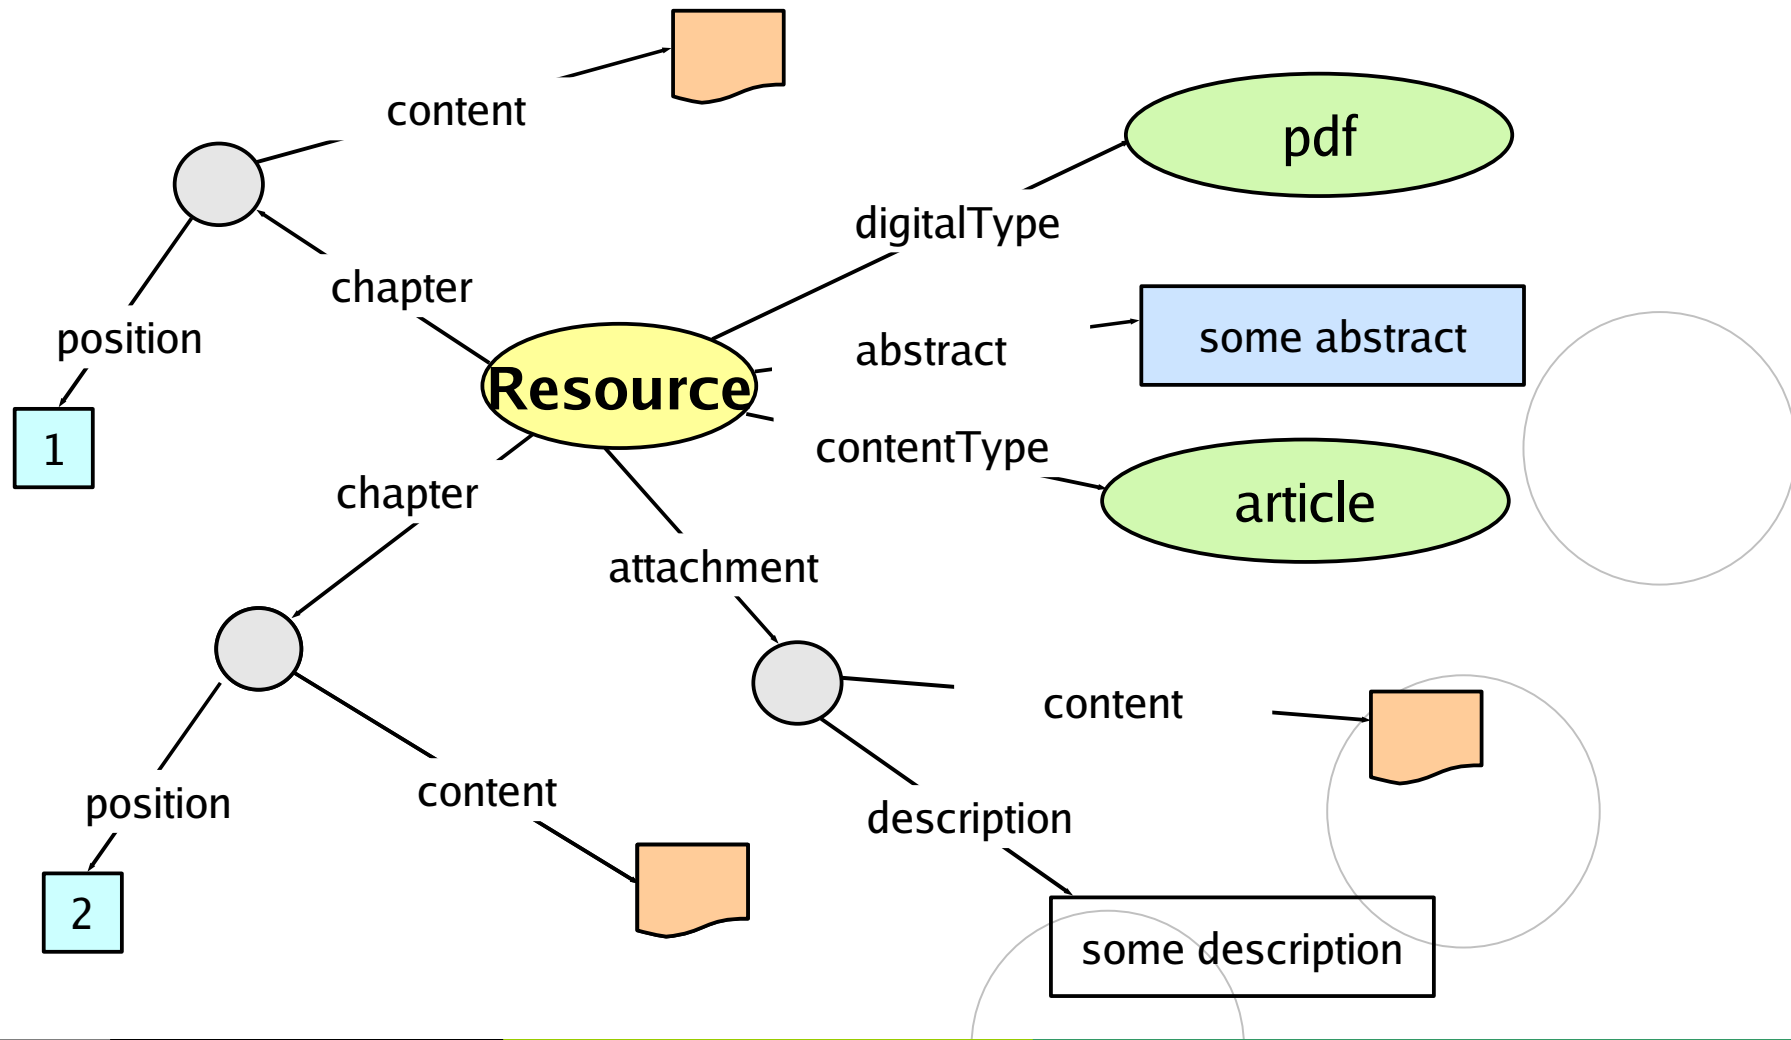 content
pdf
digitalType
chapter
position
abstract
some abstract
Resource
1
contentType
chapter
article
attachment
content
position
content
description
2
some description